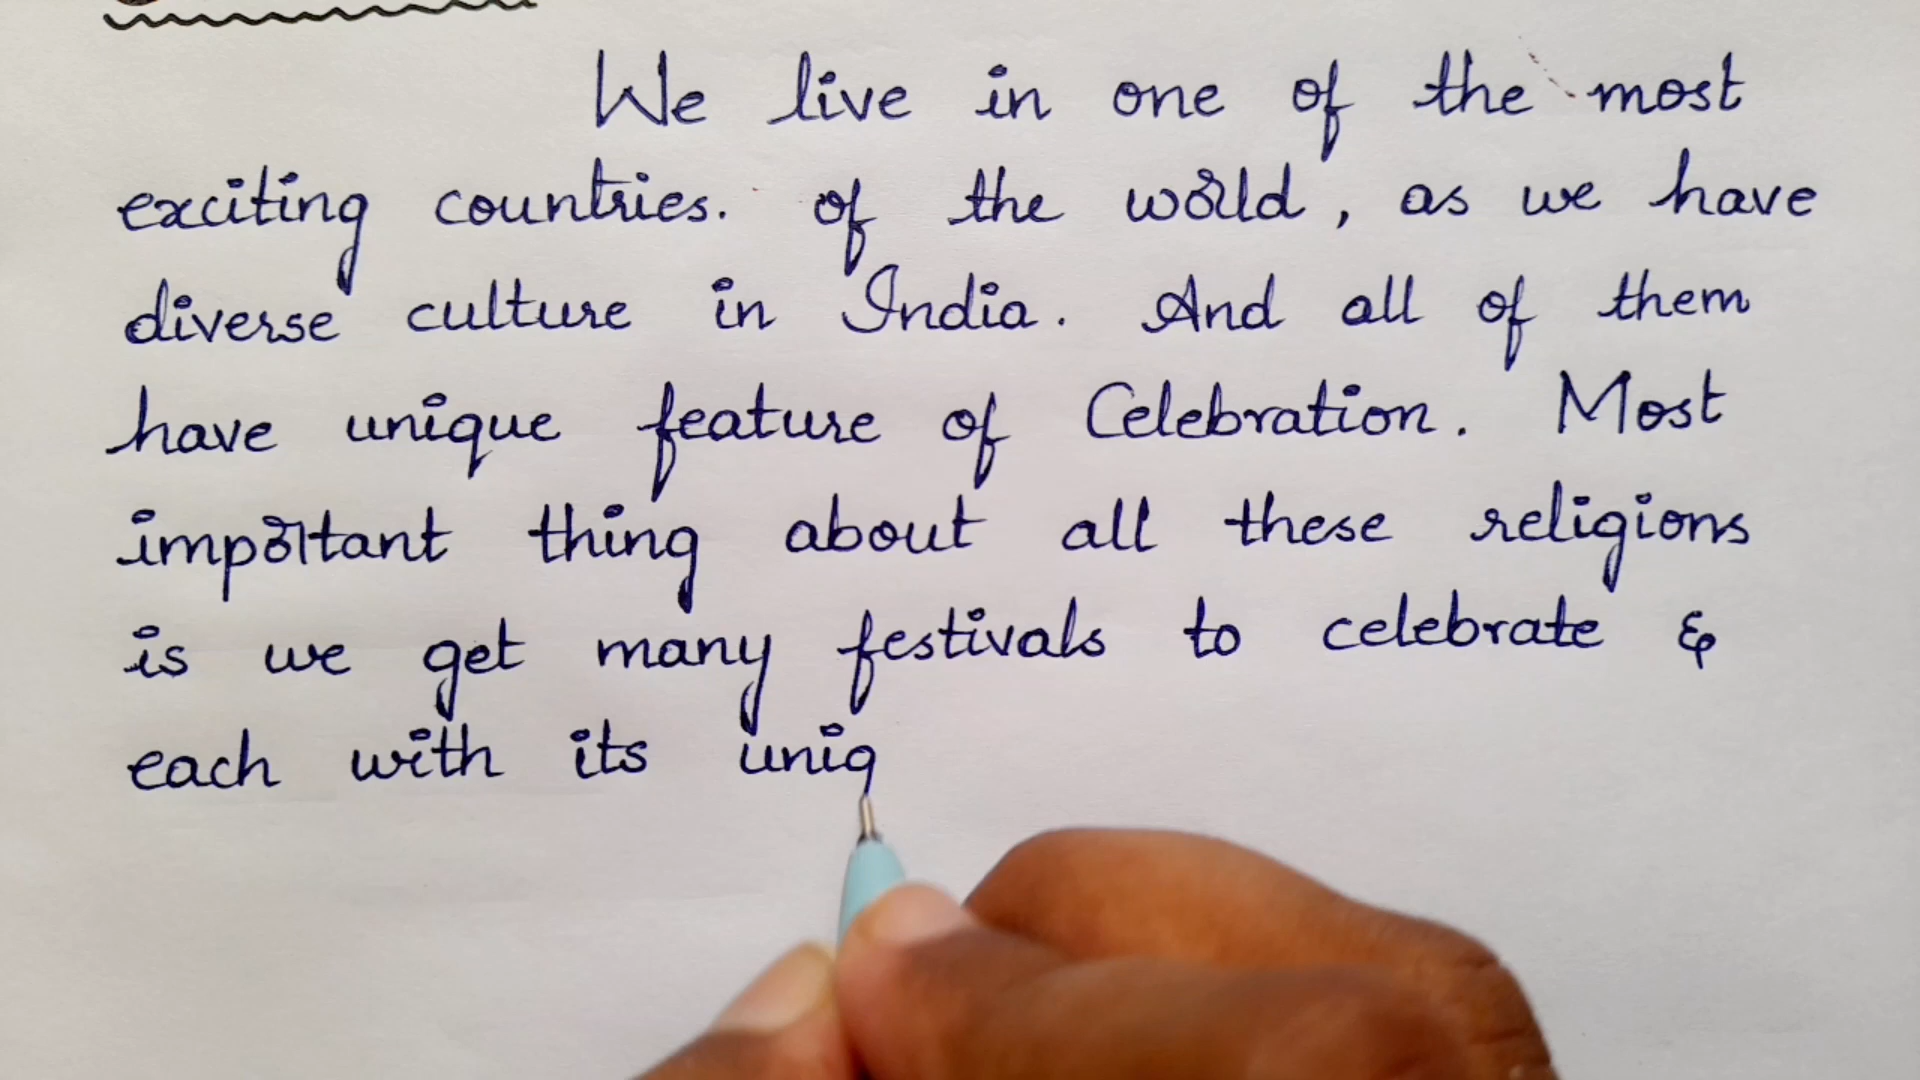 We live in one of the most
exciting countries. of the world, as we have
diverse culture in India. And all of them
have unique feature of Celebration. Most
important thing about all these religions
is we get many festivals to celebrate &
each with its uniq